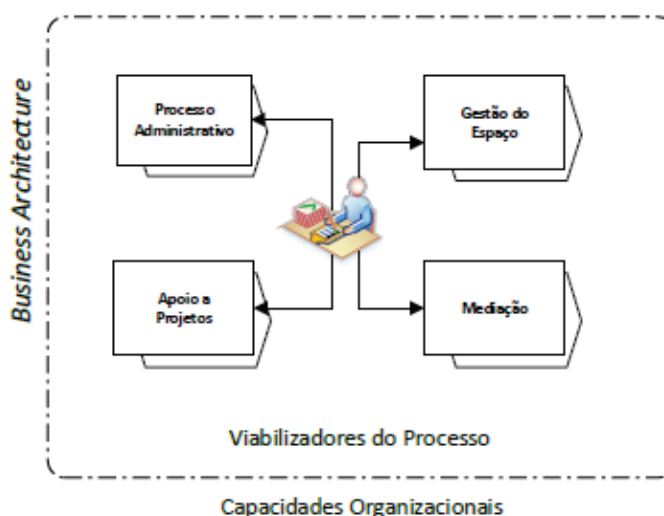 Business Architecture
Processo
Administrativo
Gestão do
Espaço
Apoio a
Projetos
Mediação
Viabilizadores do Processo
Capacidades Organizacionais